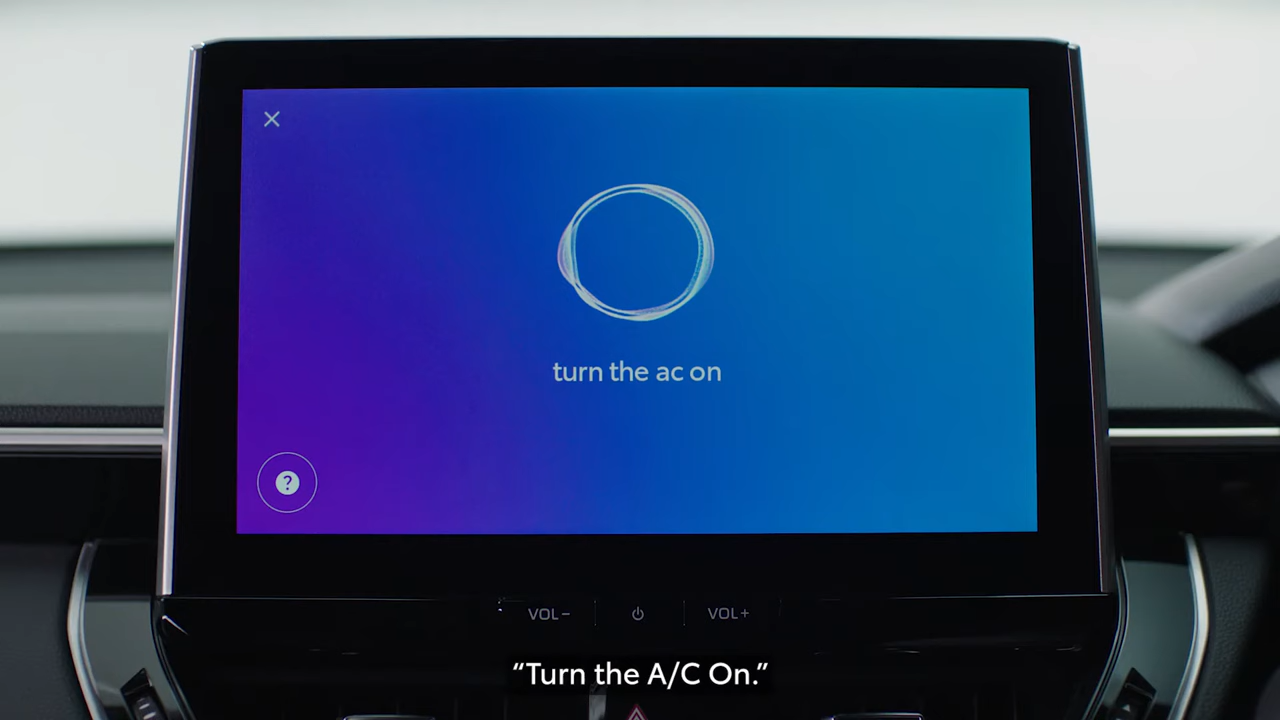 turn the ac on
?
VOL- VOL+
“Turn the A/C On.”